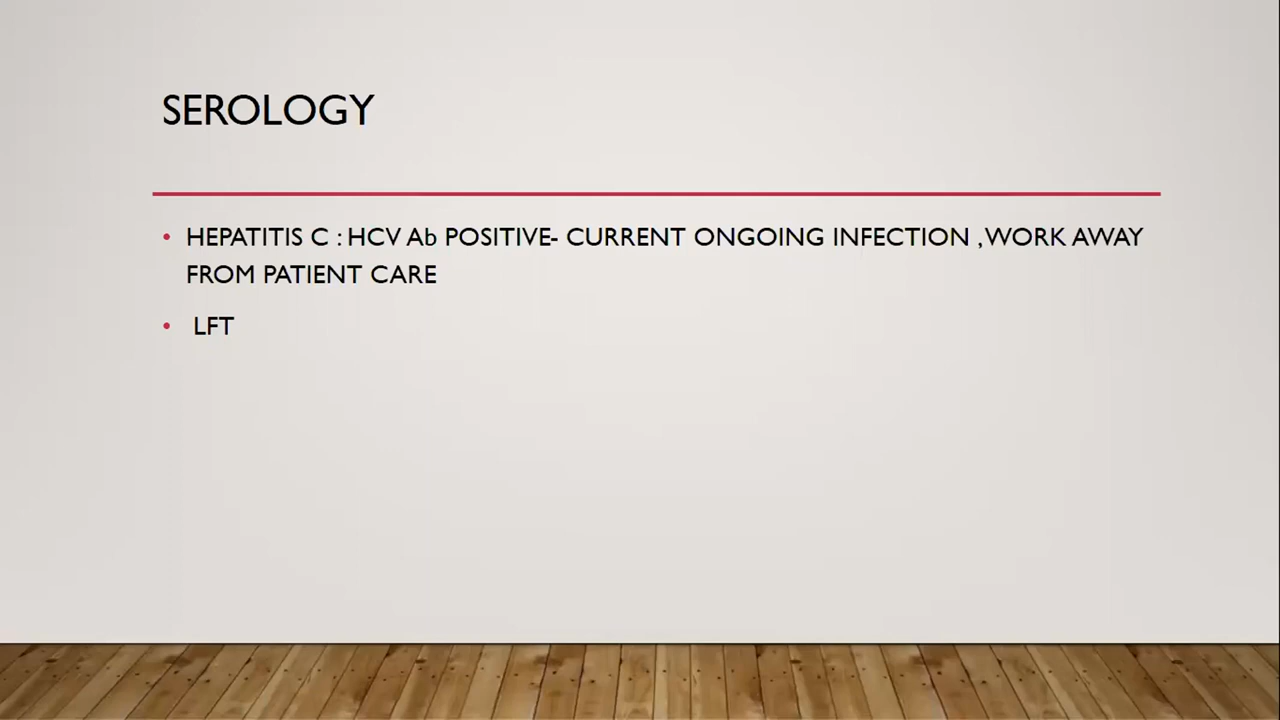 SEROLOGY
• HEPATITIS C : HCV Ab POSITIVE- CURRENT ONGOING INFECTION ,WORK AWAY
FROM PATIENT CARE
• LFT